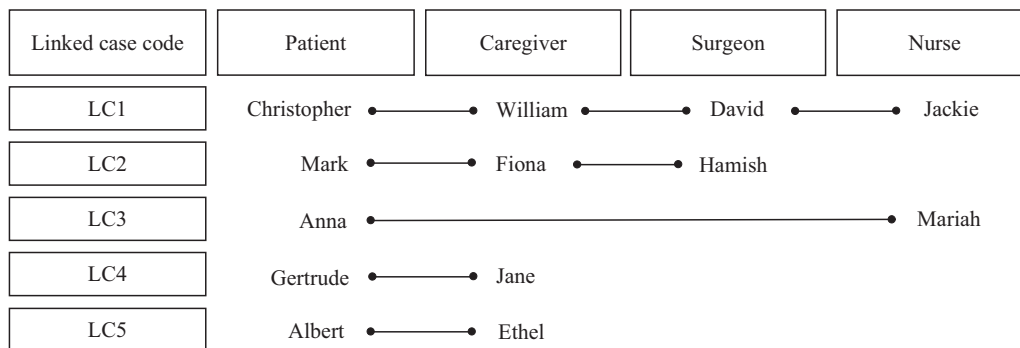 Linked case code Patient Caregiver Surgeon Nurse
LC1 Christopher William David Jackie
LC2 Mark Fiona Hamish
LC3 Anna Mariah
LC4 Gertrude Jane
LC5 Albert Ethel